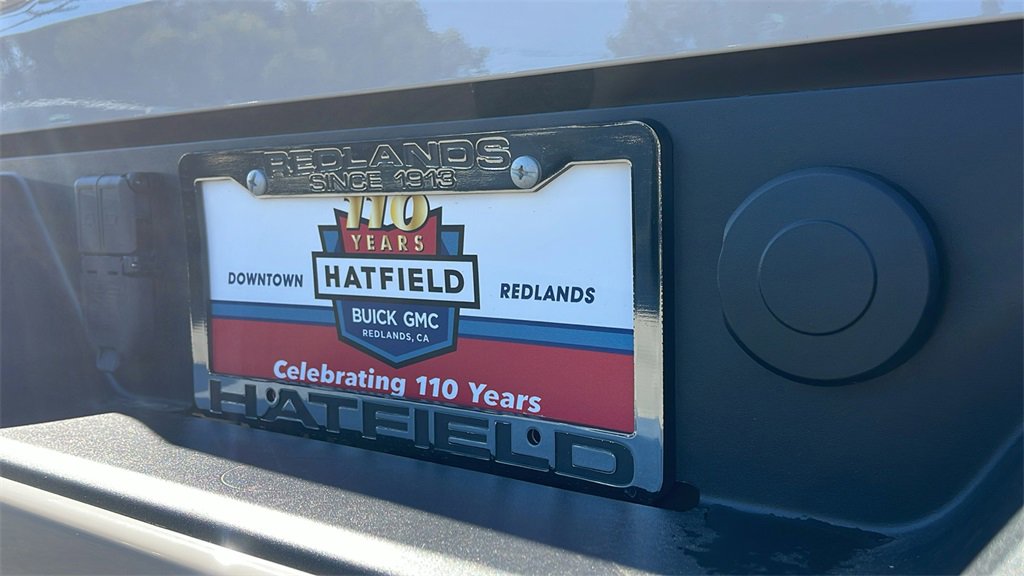 REDLANDS
SINCE 1913
110
YEARS
HATFIELD
DOWNTOWN
REDLANDS
BUICK GMC
REDLANDS, CA
Celebrating 110 Years
HATFIELD